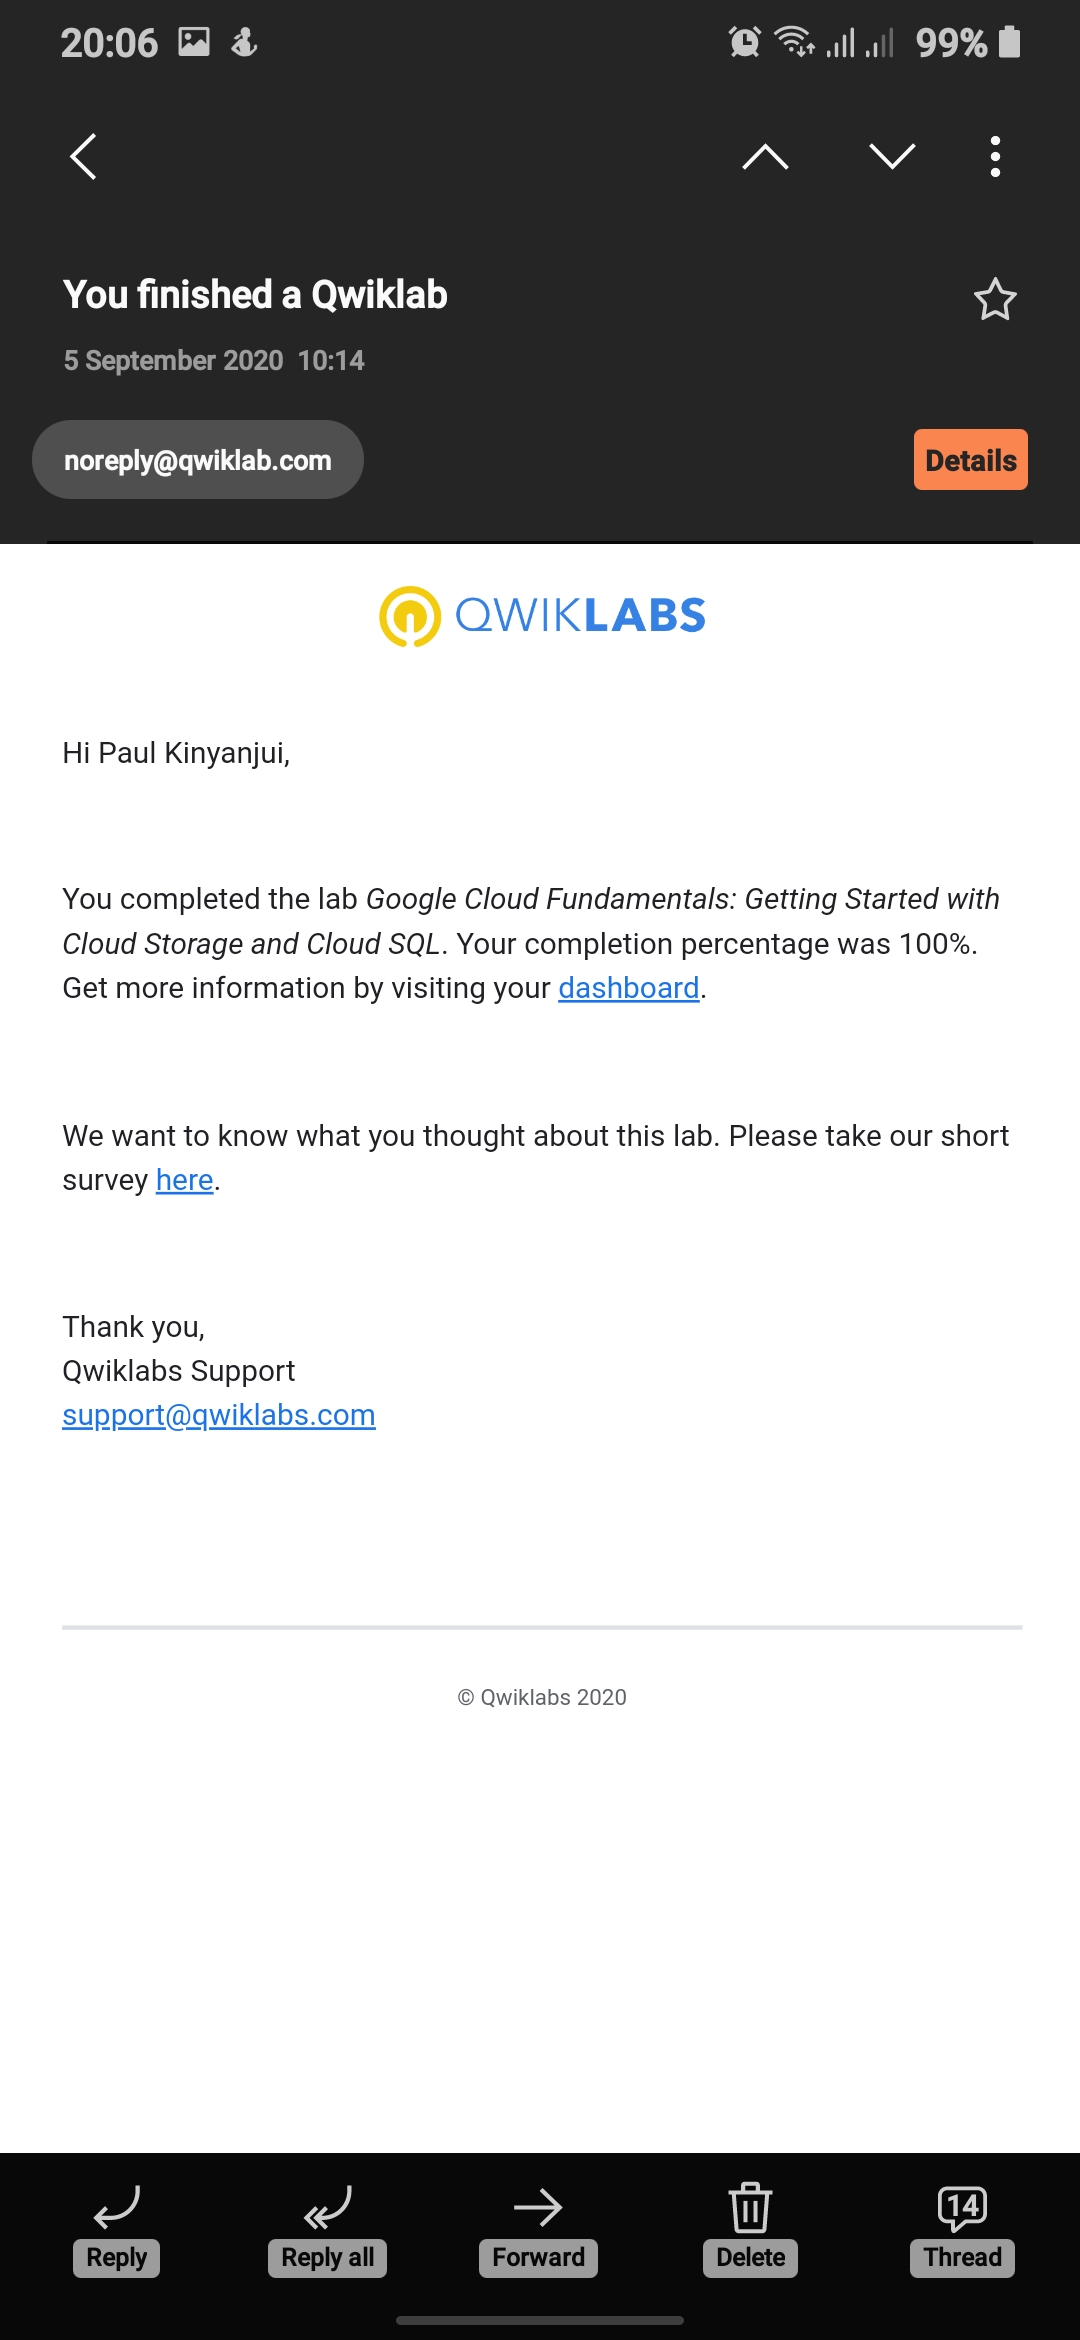 20:06 99%
You finished a Qwiklab
5 September 2020 10:14
noreply@qwiklab.com Details
QWIKLABS
Hi Paul Kinyanjui,
You completed the lab Google Cloud Fundamentals: Getting Started with
Cloud Storage and Cloud SQL. Your completion percentage was 100%.
Get more information by visiting your dashboard.
We want to know what you thought about this lab. Please take our short
survey here.
Thank you,
Qwiklabs Support
support@qwiklabs.com
© Qwiklabs 2020
14
Reply Reply all Forward Delete Thread